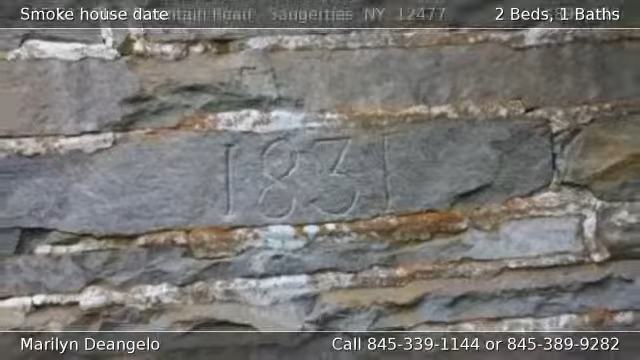 Smoke house date
Saugerties NY 12477
2 Beds, 1 Baths
1831
Marilyn Deangelo
Call 845-339-1144 or 845-389-9282